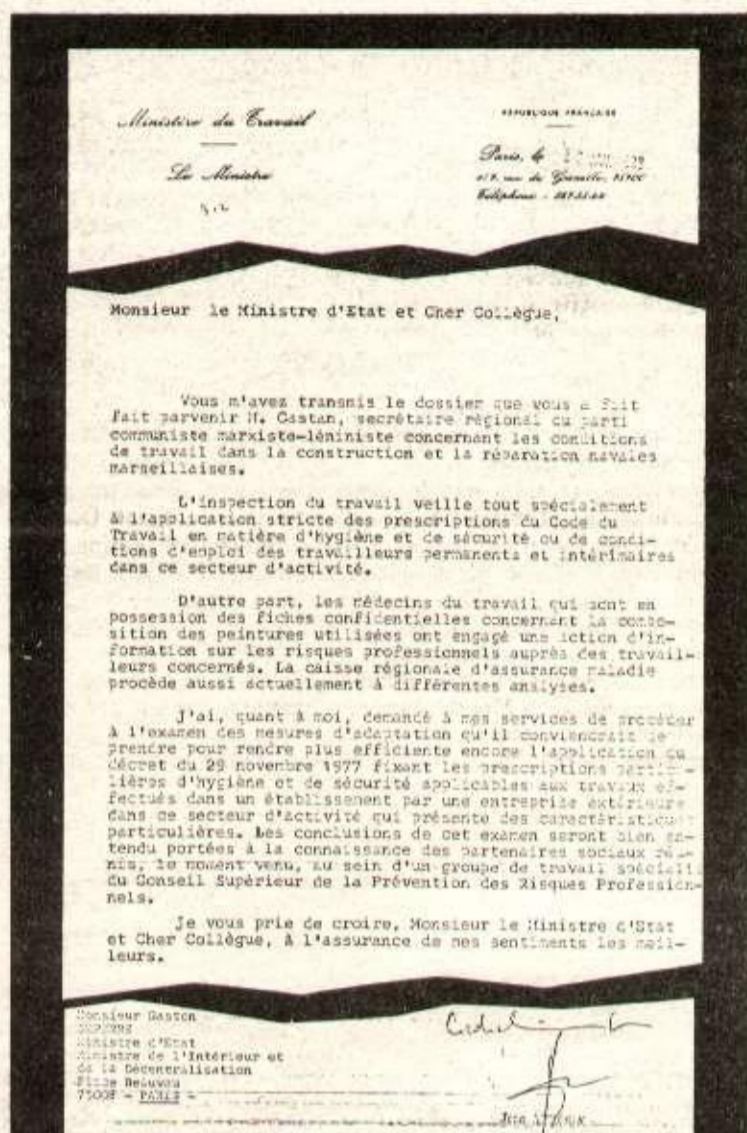 Ministère du Travail
Le Ministre
REPUBLIQUE FRANÇAISE
Paris, le
rue de Grenelle,
Téléphone -
Monsieur le Ministre d'Etat et Cher Collègue,
Vous m'avez transmis le dossier que vous a fait
fait parvenir M. Castan, secrétaire régional du parti
communiste marxiste-léniniste concernant les conditions
de travail dans la construction et la réparation navales
marseillaises.
L'inspection du travail veille tout spécialement
à l'application stricte des prescriptions du Code du
Travail en matière d'hygiène et de sécurité ou de condi-
tions d'emploi des travailleurs permanents et intérimaires
dans ce secteur d'activité.
D'autre part, les médecins du travail qui sont en
possession des fiches confidentielles concernant la compo-
sition des peintures utilisées ont engagé une action d'in-
formation sur les risques professionnels auprès des travail-
leurs concernés. La caisse régionale d'assurance maladie
procède aussi actuellement à différentes analyses.
J'ai, quant à moi, demandé à mes services de procéder
à l'examen des mesures d'adaptation qu'il conviendrait de
prendre pour rendre plus efficiente encore l'application du
décret du 29 novembre 1977 fixant les prescriptions particu-
lières d'hygiène et de sécurité applicables aux travaux ef-
fectués dans un établissement par une entreprise extérieure
dans ce secteur d'activité qui présente des caractéristiques
particulières. Les conclusions de cet examen seront bien en-
tendu portées à la connaissance des partenaires sociaux réu-
nis, le moment venu, au sein d'un groupe de travail spécialisé
du Conseil Supérieur de la Prévention des Risques Profession-
nels.
Je vous prie de croire, Monsieur le Ministre d'Etat
et Cher Collègue, à l'assurance de mes sentiments les meil-
leurs.
Monsieur Gaston
Ministre d'Etat
Ministre de l'Intérieur et
de la Décentralisation
Place Beauvau
75008 - PARIS -